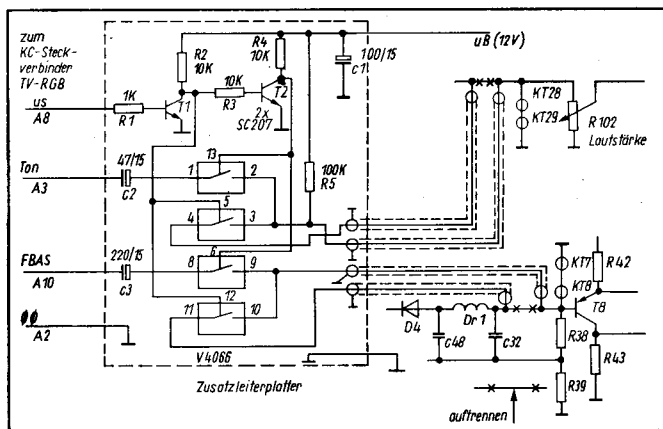 zum
KC-Steck-
verbinder
TV-RGB
us
A8
1K
R1
R2
10K
T1
10K
R3
R4
10K
T2
2x
SC207
100/15
C1
uB (12V)
KT28
KT29
R102
Lautstärke
Ton
A3
47/15
C2
13
1
2
100K
R5
5
4
3
FBAS
A10
220/15
C3
6
8
9
12
11
10
ØØ
A2
V4066
Zusatzleiterplatter
D4
Dr1
C48
C32
KT7
KT8
R42
T8
R38
R43
R39
auftrennen